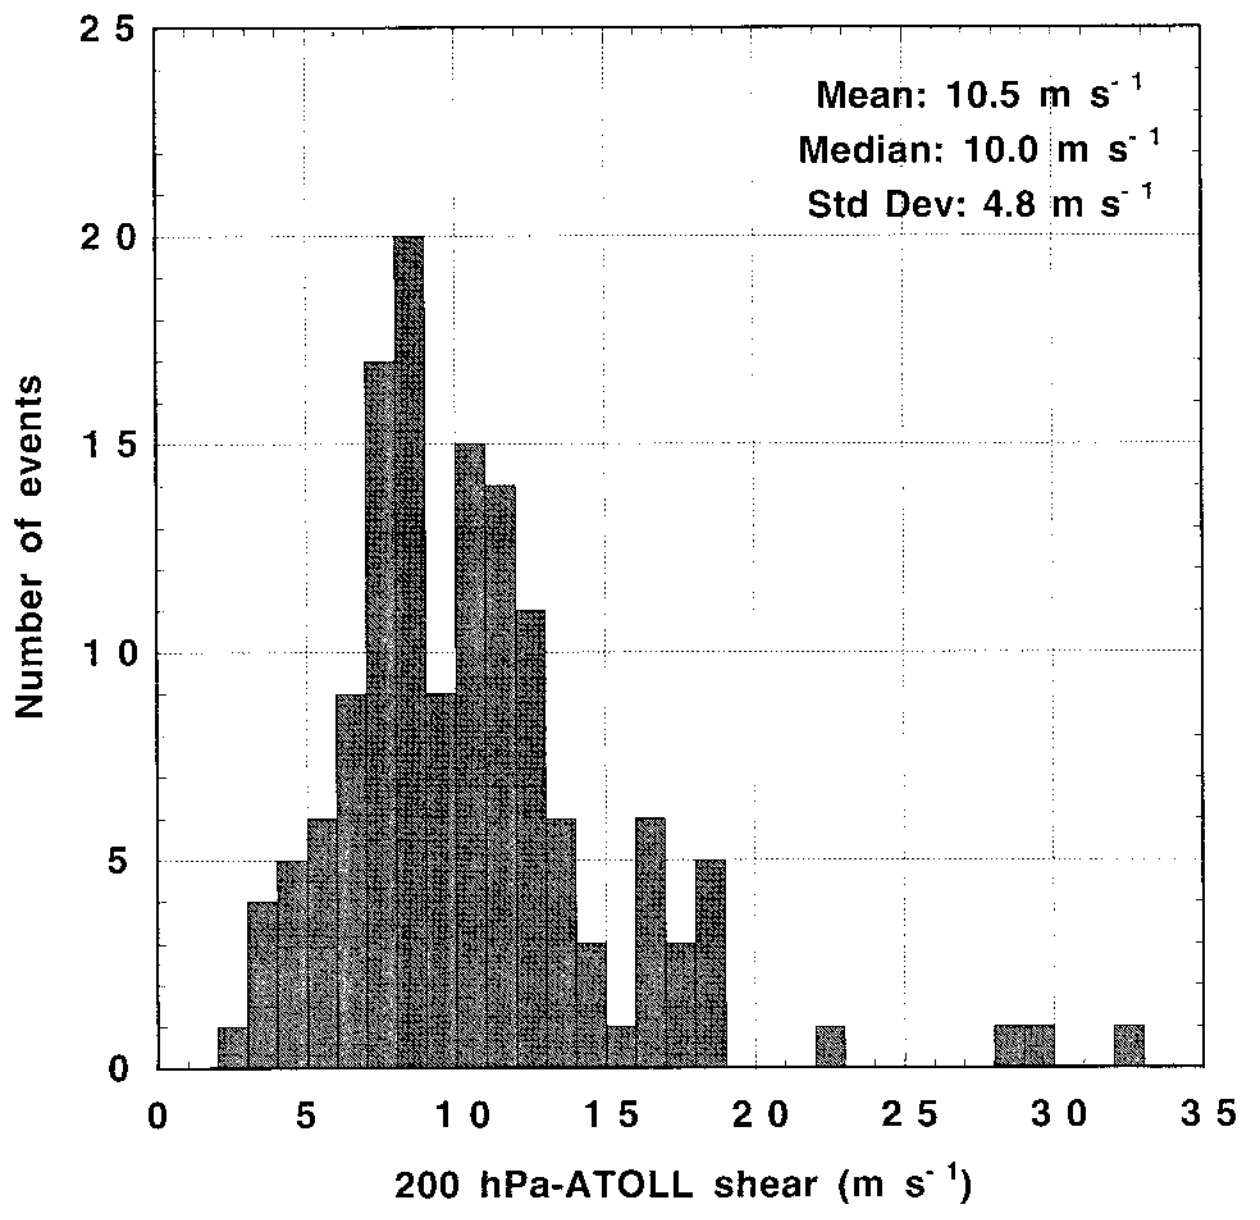 25
Mean: 10.5 m s⁻¹
Median: 10.0 m s⁻¹
Std Dev: 4.8 m s⁻¹
20
15
10
5
0
Number of events
0 5 10 15 20 25 30 35
200 hPa-ATOLL shear (m s⁻¹)